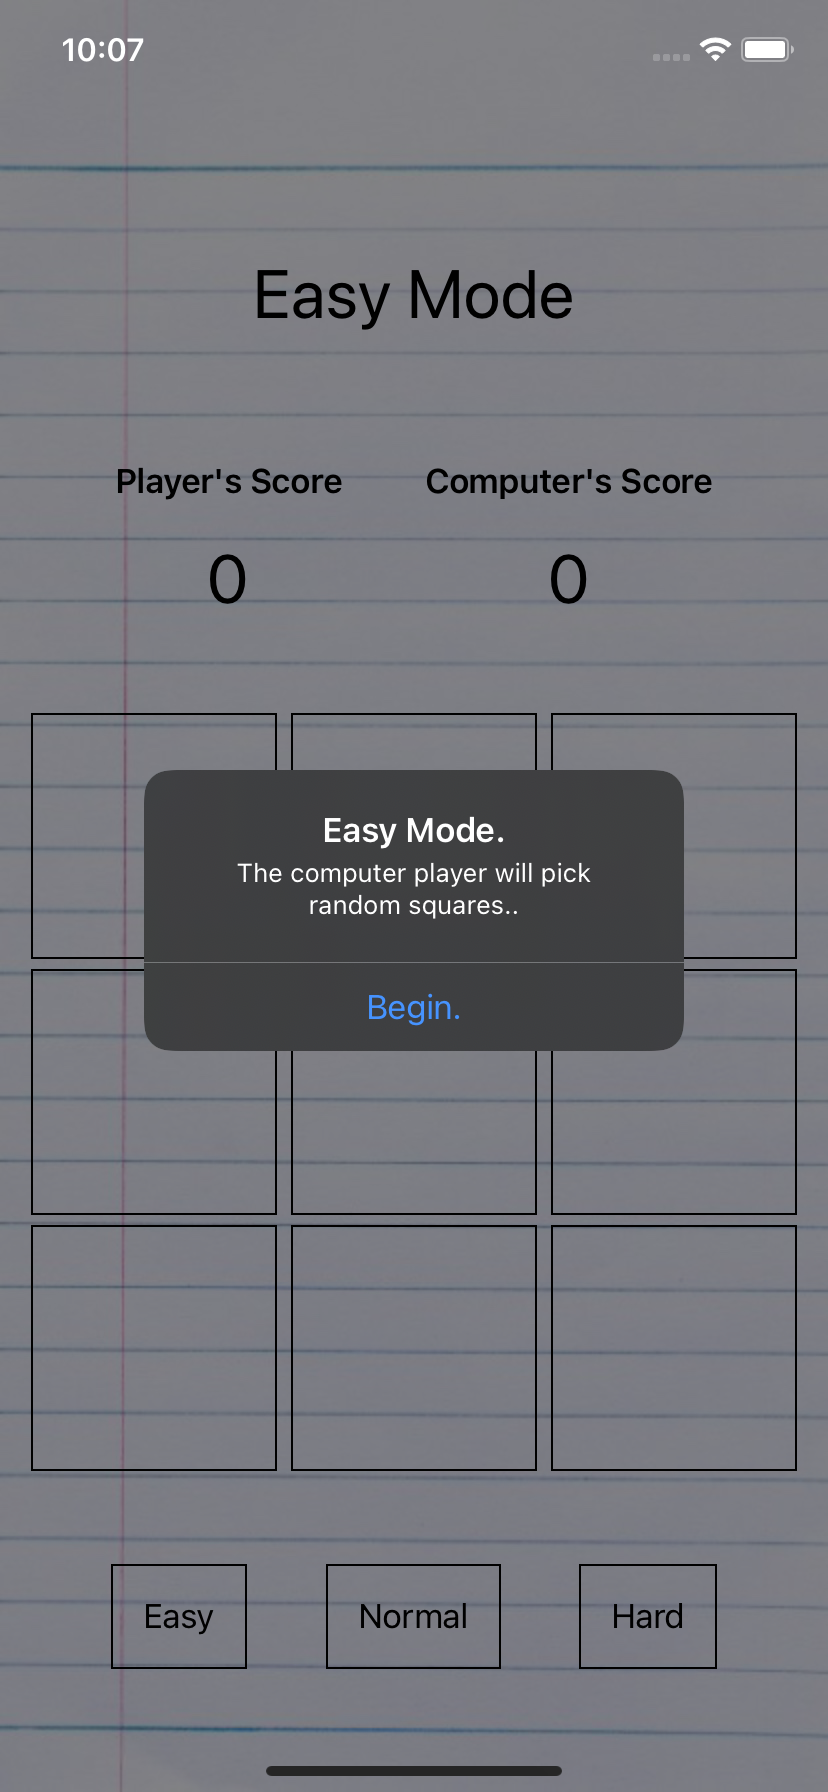 10:07
Easy Mode
Player's Score
Computer's Score
0
0
Easy Mode.
The computer player will pick
random squares..
Begin.
Easy
Normal
Hard